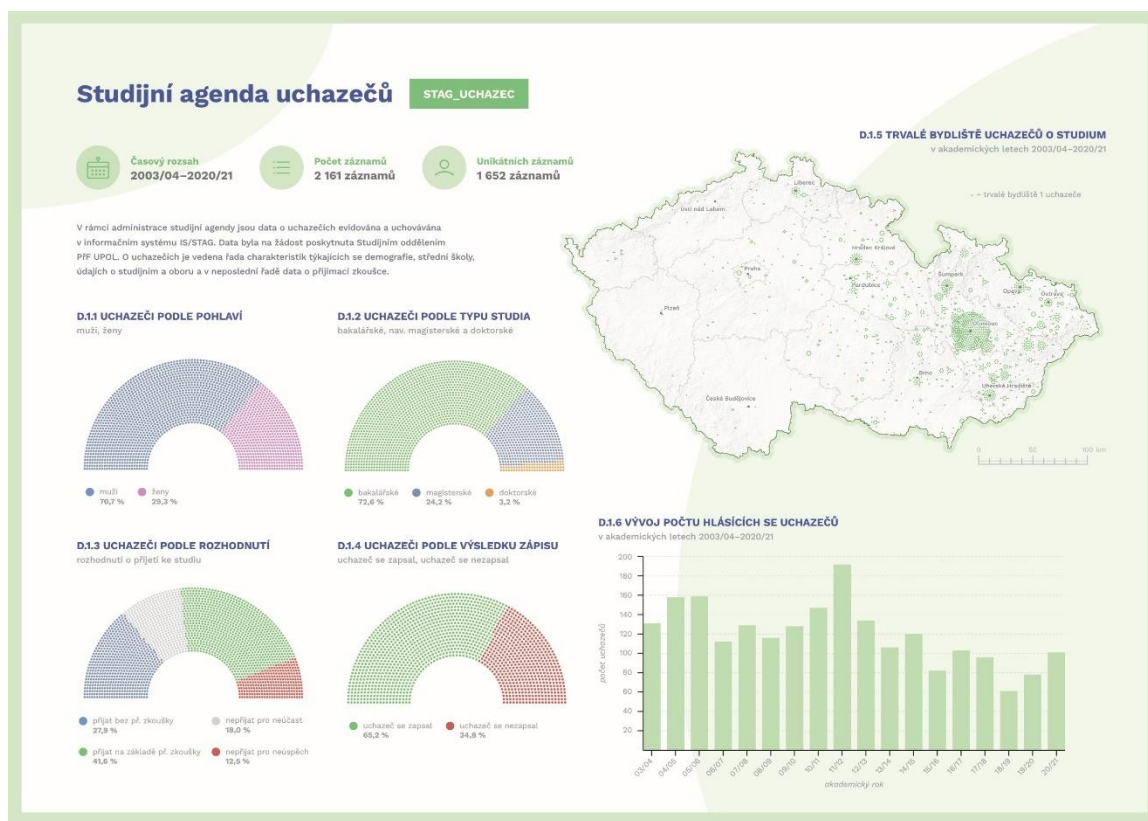 Studijní agenda uchazečů
STAG_UCHAZEC
Časový rozsah
2003/04–2020/21
Počet záznamů
2 161 záznamů
Unikátních záznamů
1 652 záznamů
V rámci administrace studijní agendy jsou data o uchazečích evidována a uchovávána
v informačním systému IS/STAG. Data byla na žádost poskytnuta Studijním oddělením
PřF UPOL. O uchazečích je vedena řada charakteristik týkajících se demografie, střední školy,
údajích o studijním a oboru a v neposlední řadě data o přijímací zkoušce.
D.1.1 UCHAZEČI PODLE POHLAVÍ
muži, ženy
muži
70,7 %
ženy
29,3 %
D.1.2 UCHAZEČI PODLE TYPU STUDIA
bakalářské, nav. magisterské a doktorské
bakalářské
72,6 %
magisterské
24,2 %
doktorské
3,2 %
D.1.3 UCHAZEČI PODLE ROZHODNUTÍ
rozhodnutí o přijetí ke studiu
přijat bez př. zkoušky
27,9 %
nepřijat pro neúčast
18,0 %
přijat na základě př. zkoušky
41,6 %
nepřijat pro neúspěch
12,5 %
D.1.4 UCHAZEČI PODLE VÝSLEDKU ZÁPISU
uchazeč se zapsal, uchazeč se nezapsal
uchazeč se zapsal
65,2 %
uchazeč se nezapsal
34,8 %
D.1.5 TRVALÉ BYDLIŠTĚ UCHAZEČŮ O STUDIUM
v akademických letech 2003/04–2020/21
trvalé bydliště 1 uchazeče
Liberec
Ústí nad Labem
Hradec Králové
Praha
Pardubice
Šumperk
Opava
Ostrava
Plzeň
Olomouc
Brno
Uherské Hradiště
České Budějovice
0 50 100 km
D.1.6 VÝVOJ POČTU HLÁSÍCÍCH SE UCHAZEČŮ
v akademických letech 2003/04–2020/21
počet uchazečů
200
180
160
140
120
100
80
60
40
20
03/04 04/05 05/06 06/07 07/08 08/09 09/10 10/11 11/12 12/13 13/14 14/15 15/16 16/17 17/18 18/19 19/20 20/21
akademický rok